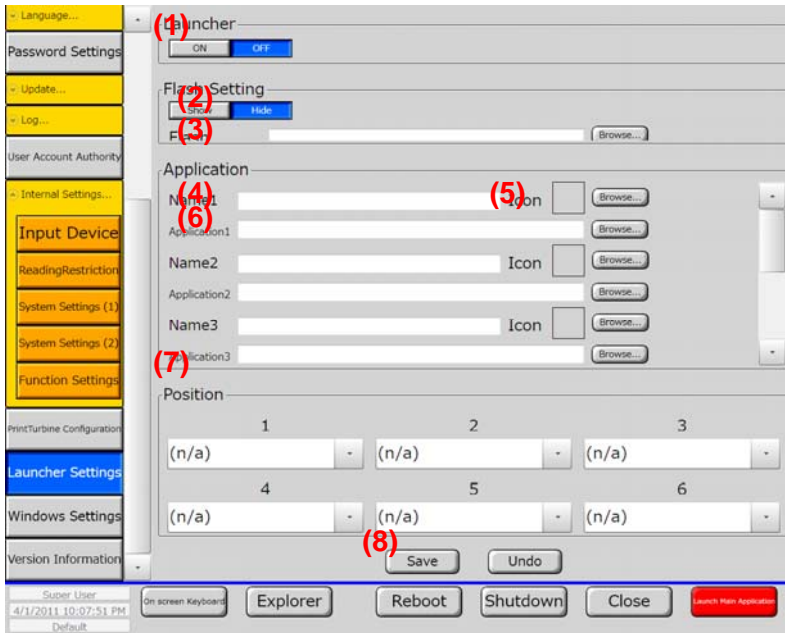 Language...
Password Settings
Update...
Log...
User Account Authority
Internal Settings...
Input Device
ReadingRestriction
System Settings (1)
System Settings (2)
Function Settings
PrintTurbine Configuration
Launcher Settings
Windows Settings
Version Information
(1)
Launcher
ON OFF
Flash Setting
(2)
Show Hide
(3)
Flash Browse...
Application
(4) (5)
Name1 Icon Browse...
(6)
Application1 Browse...
Name2 Icon Browse...
Application2 Browse...
Name3 Icon Browse...
(7)
Application3 Browse...
Position
1 2 3
(n/a) (n/a) (n/a)
4 5 6
(n/a) (n/a) (n/a)
(8)
Save Undo
Super User
4/1/2011 10:07:51 PM
Default
On screen Keyboard Explorer Reboot Shutdown Close Launch Main Application